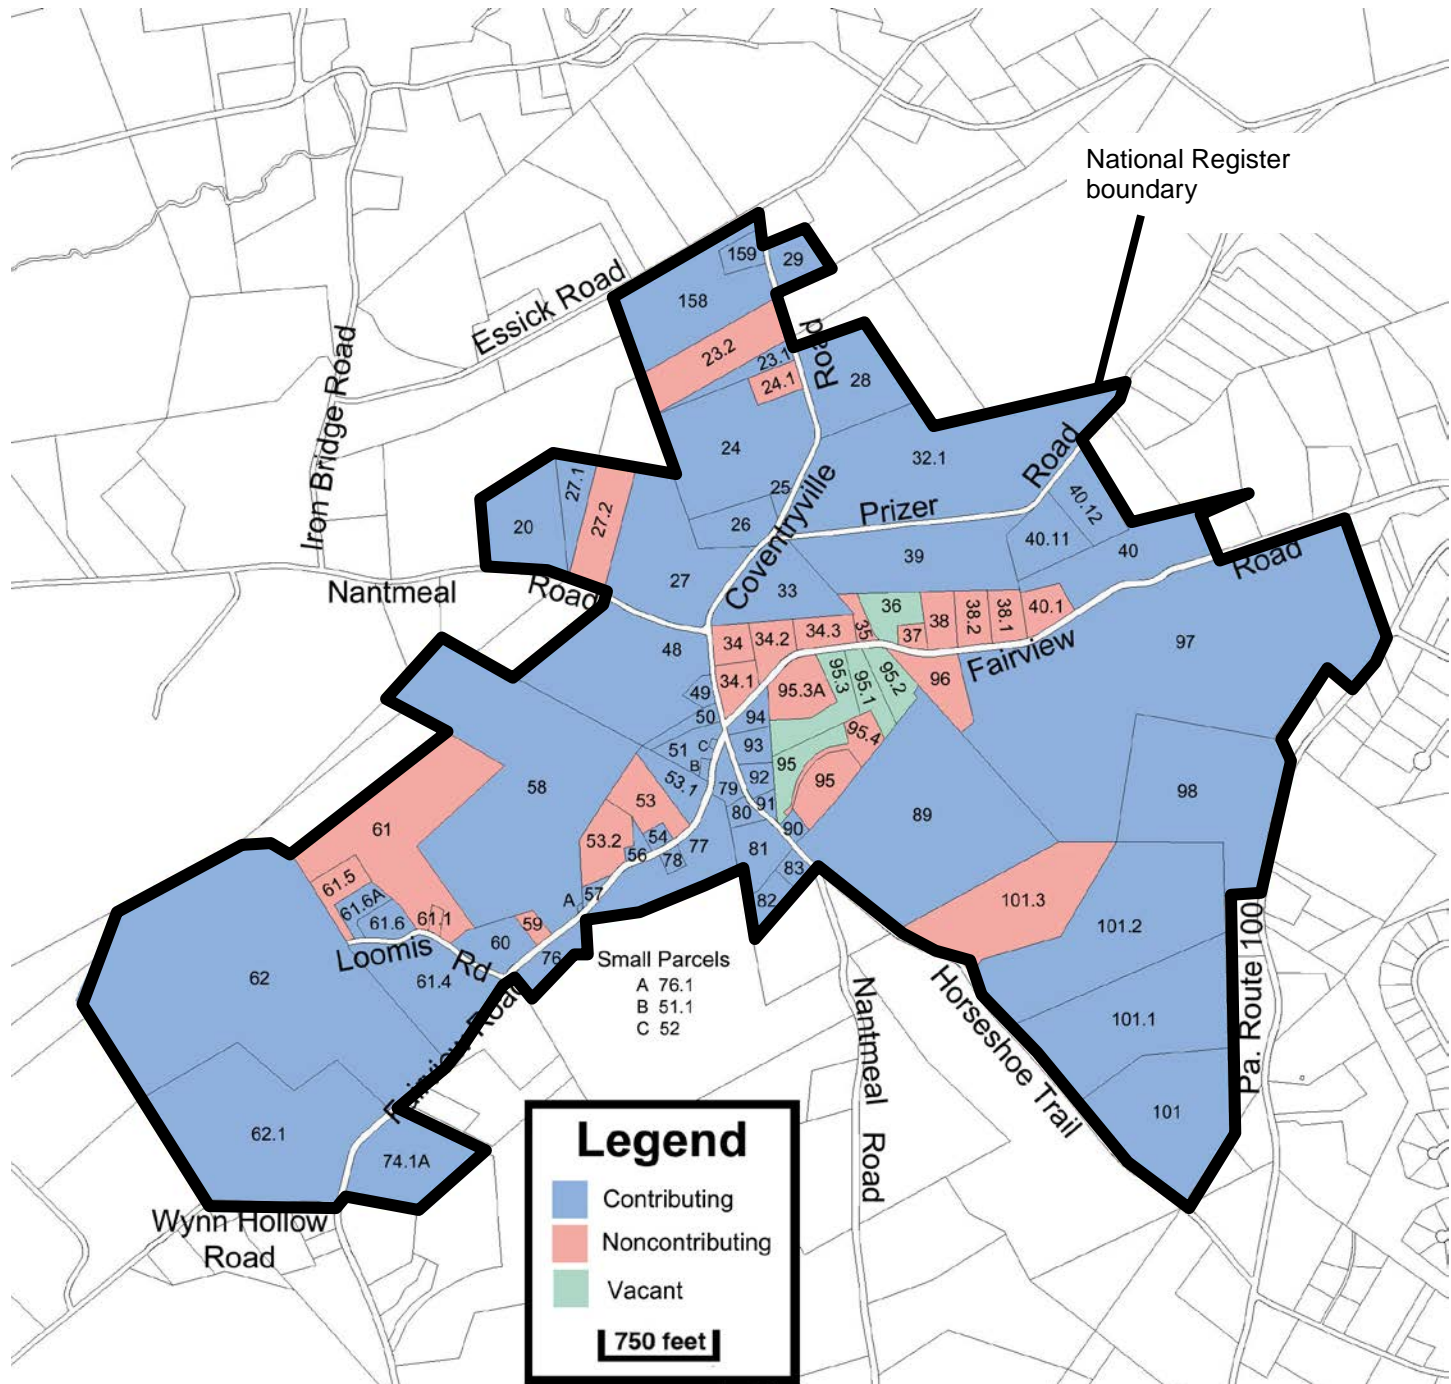 National Register
boundary
159
29
158
Essick Road
23.2
23.1
Road
24.1
28
Iron Bridge Road
24
32.1
Road
27.1
25
40.12
20
27.2
26
Coventryville
Prizer
40.11
40
39
Road
Nantmeal
Road
27
33
36
35
37
38
38.2
38.1
40.1
34
34.2
34.3
Fairview
97
48
34.1
49
95.3A
95.3
95.1
95.2
96
50
94
51
C
93
95.4
B
53.1
92
95
95
58
79
91
98
53
80
90
89
61
53.2
54
77
56
78
81
83
61.5
57
A
82
101.3
61.6A
61.6
61.1
59
101.2
Loomis
Rd
60
76
62
61.4
Small Parcels
A 76.1
B 51.1
C 52
Fairview Road
Nantmeal Road
Horseshoe Trail
Pa. Route 100
101.1
101
62.1
74.1A
Wynn Hollow
Road
Legend
Contributing
Noncontributing
Vacant
750 feet